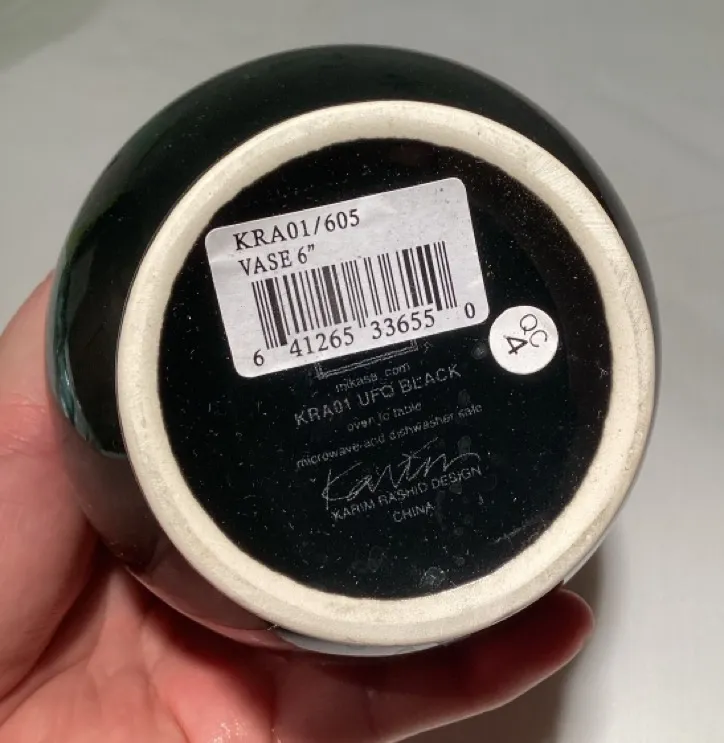 KRA01/605
VASE 6"
6 41265 33655 0
QC
4
mikasa.com
KRA01 UFO BLACK
oven to table
microwave and dishwasher safe
Karim
KARIM RASHID DESIGN
CHINA